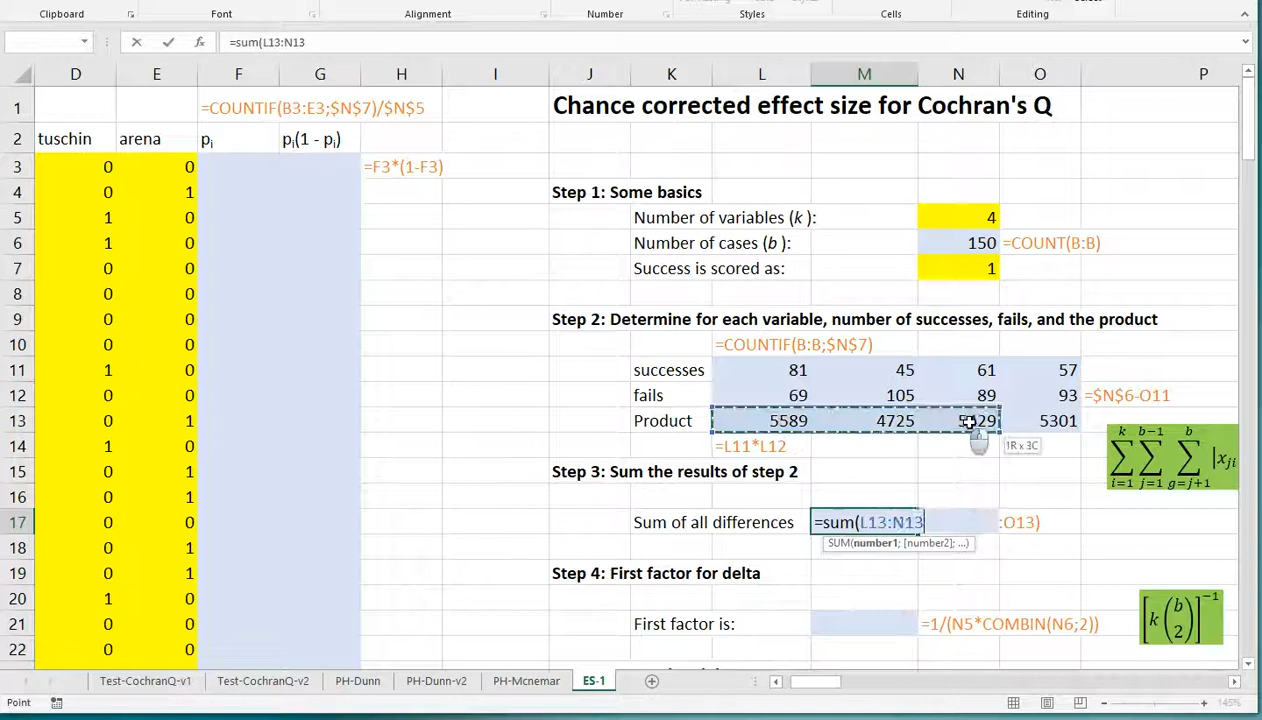 Clipboard Font Alignment Number Styles Cells Editing
=sum(L13:N13
D E F G H I J K L M N O P
1 =COUNTIF(B3:E3;$N$7)/$N$5 Chance corrected effect size for Cochran's Q
2 tuschin arena pi pi(1 - pi)
3 0 0 =F3*(1-F3)
4 0 1 Step 1: Some basics
5 1 0 Number of variables (k ): 4
6 1 0 Number of cases (b ): 150 =COUNT(B:B)
7 0 0 Success is scored as: 1
8 0 0
9 0 0 Step 2: Determine for each variable, number of successes, fails, and the product
10 0 0 =COUNTIF(B:B;$N$7)
11 1 0 successes 81 45 61 57
12 0 0 fails 69 105 89 93 =$N$6-O11
13 0 1 Product 5589 4725 5429 5301
14 1 0 =L11*L12 1R x 3C
15 0 1 Step 3: Sum the results of step 2
k b-1 b
∑ ∑ ∑ |xji
i=1 j=1 g=j+1
16 0 1
17 0 0 Sum of all differences =sum(L13:N13 :O13)
18 0 1 SUM(number1; [number2]; ...)
19 0 1 Step 4: First factor for delta
20 1 0
21 0 0 First factor is: =1/(N5*COMBIN(N6;2))
[k (b 2)]-1
22 0 0
Test-CochranQ-v1 Test-CochranQ-v2 PH-Dunn PH-Dunn-v2 PH-Mcnemar ES-1
Point 145%